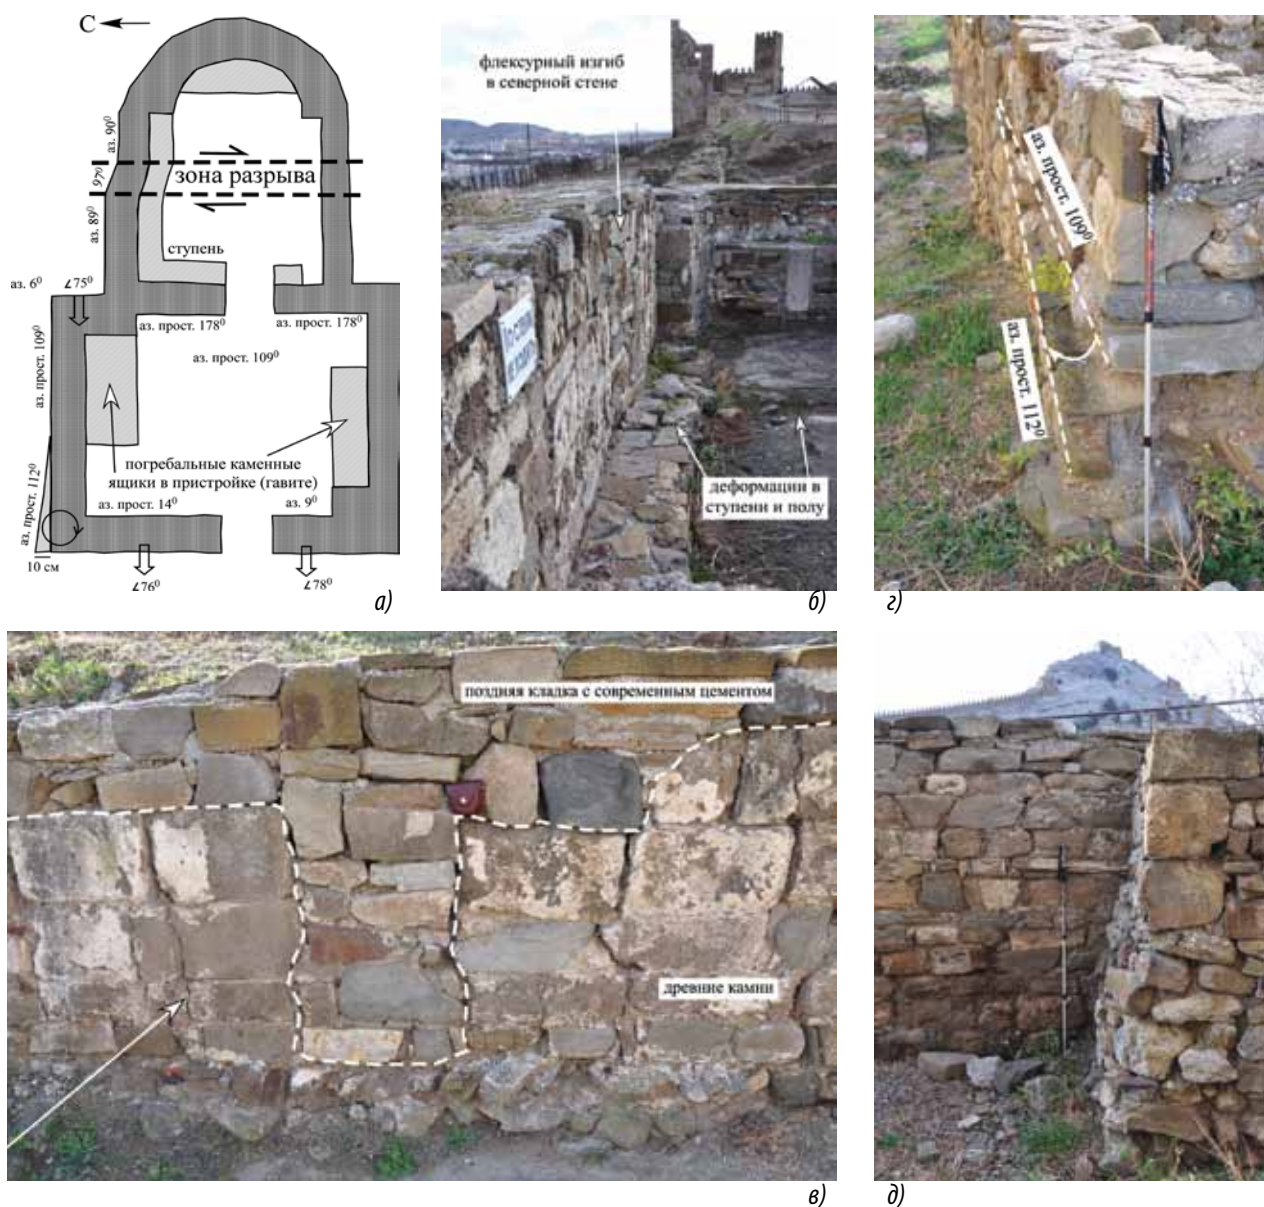 С
аз. 90⁰
97⁰
зона разрыва
аз. 89⁰
ступень
аз. 6⁰
∠75⁰
аз. прост. 178⁰
аз. прост. 178⁰
аз. прост. 109⁰
аз. прост. 109⁰
погребальные каменные
ящики в пристройке (гавите)
аз. прост. 112⁰
аз. прост. 14⁰
аз. 9⁰
10 см
∠76⁰
∠78⁰
а)
флексурный изгиб
в северной стене
деформации в
ступени и полу
б)
аз. прост. 109⁰
аз. прост. 112⁰
г)
поздняя кладка с современным цементом
древние камни
в)
д)